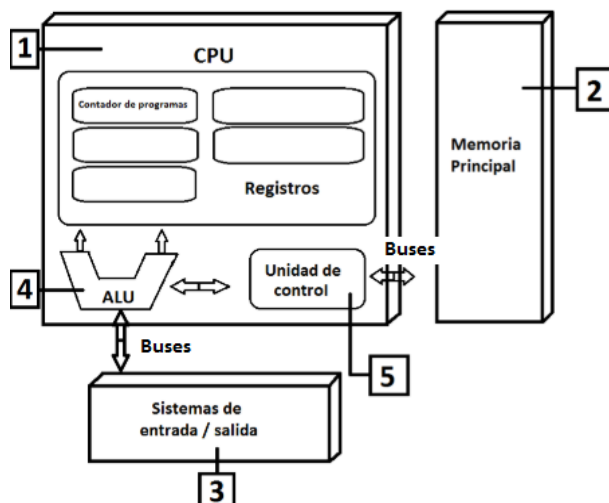 1
CPU
Contador de programas
Registros
2
Memoria
Principal
Buses
4
ALU
Unidad de
control
5
Buses
Sistemas de
entrada / salida
3